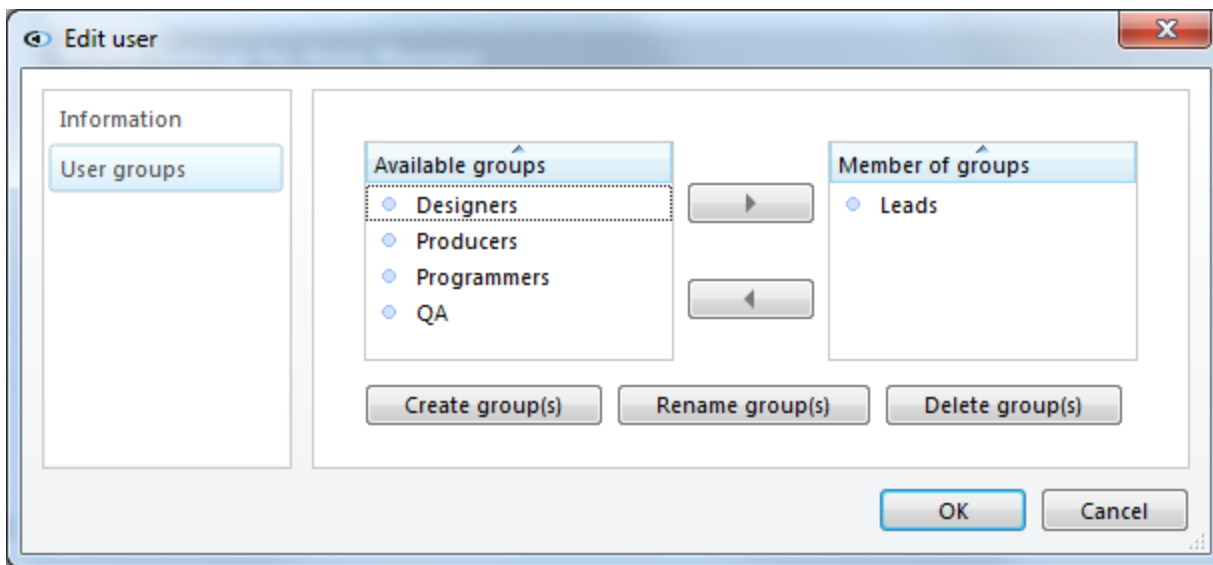 Edit user
Information
User groups
Available groups
Designers
Producers
Programmers
QA
Member of groups
Leads
Create group(s)
Rename group(s)
Delete group(s)
OK
Cancel